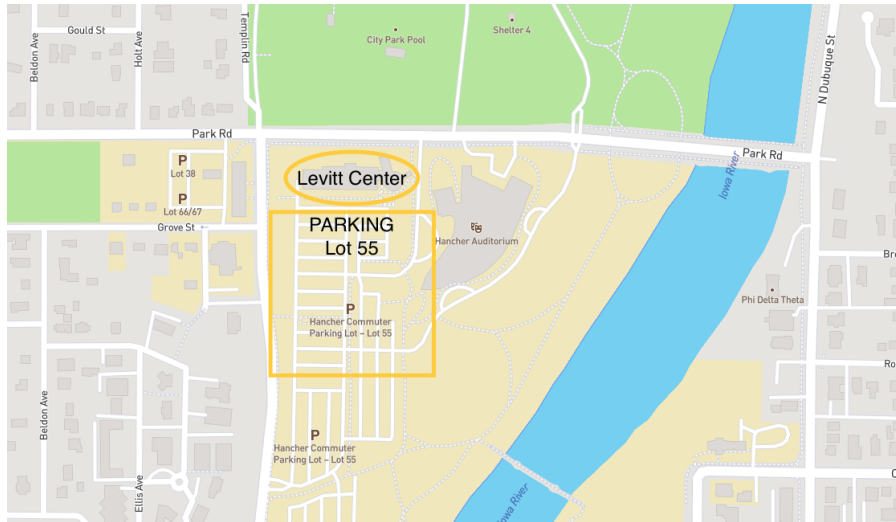 Gould St
Beldon Ave
Holt Ave
Templin Rd
City Park Pool
Shelter 4
N Dubuque St
Park Rd
Park Rd
P
Lot 38
P
Lot 66/67
Levitt Center
Iowa River
Grove St ←
PARKING
Lot 55
Hancher Auditorium
Phi Delta Theta
P
Hancher Commuter
Parking Lot – Lot 55
Beldon Ave
P
Hancher Commuter
Parking Lot – Lot 55
Ellis Ave
Iowa River
Bro
Ro